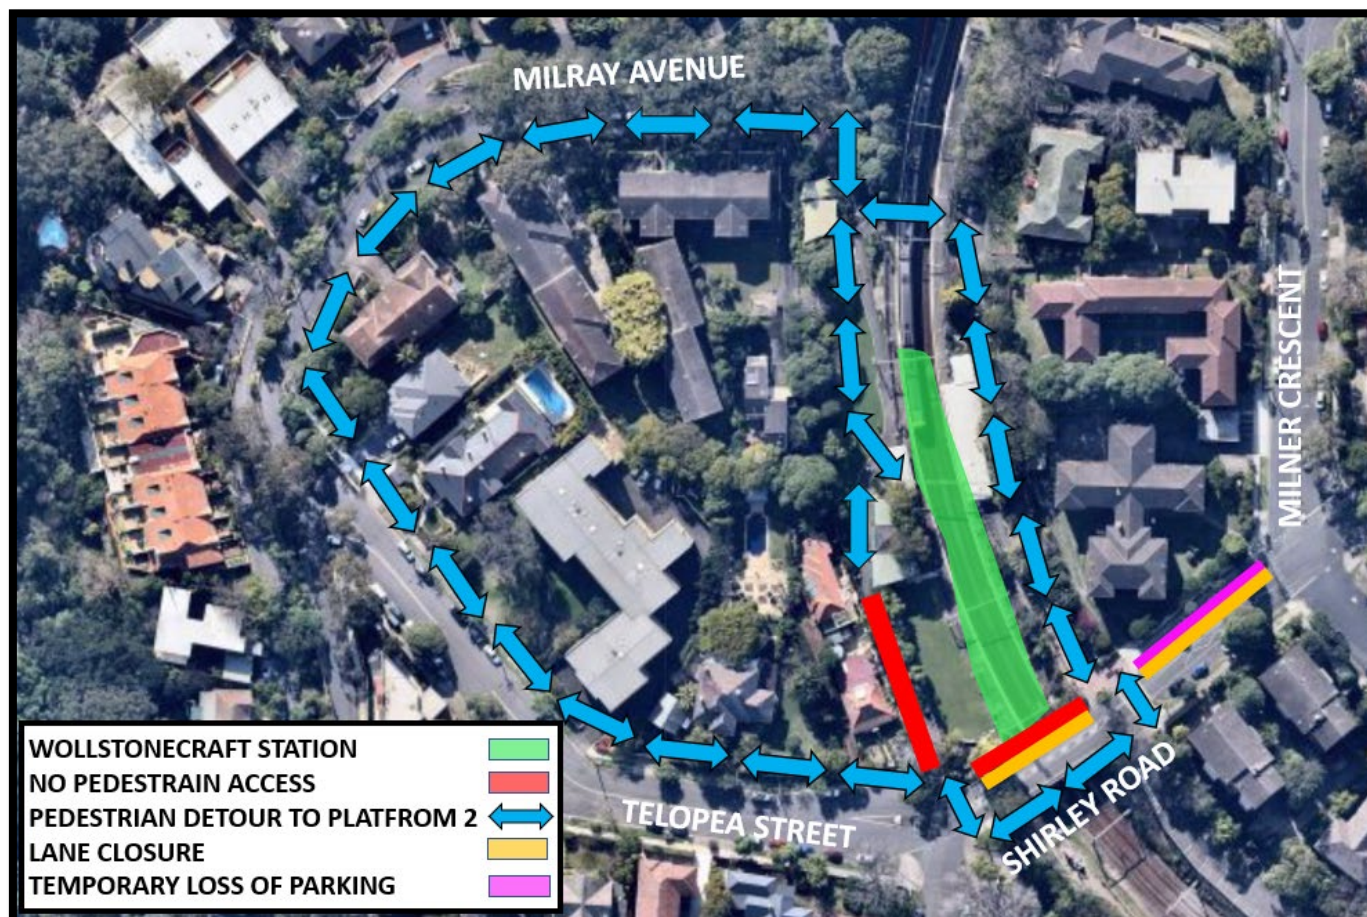 MILRAY AVENUE
MILNER CRESCENT
TELOPEA STREET
SHIRLEY ROAD
WOLLSTONECRAFT STATION
NO PEDESTRAIN ACCESS
PEDESTRIAN DETOUR TO PLATFROM 2
LANE CLOSURE
TEMPORARY LOSS OF PARKING